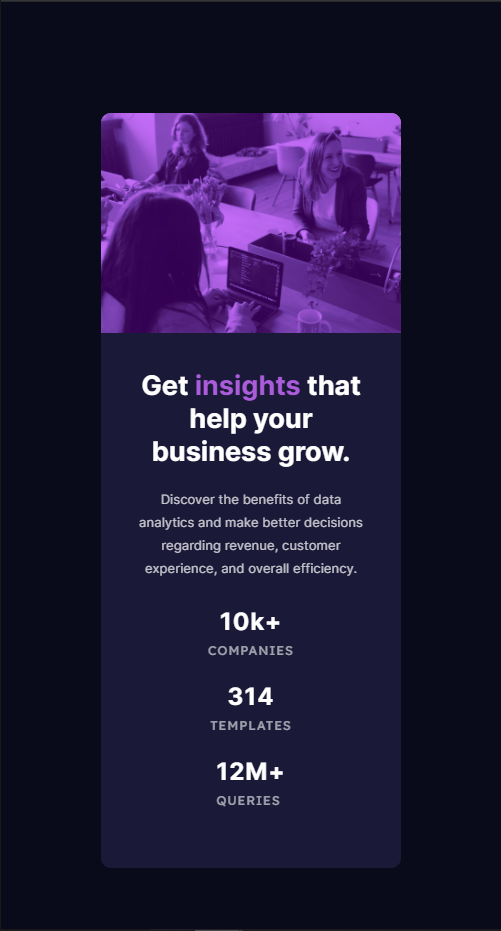 Get insights that
help your
business grow.
Discover the benefits of data
analytics and make better decisions
regarding revenue, customer
experience, and overall efficiency.
10k+
COMPANIES
314
TEMPLATES
12M+
QUERIES